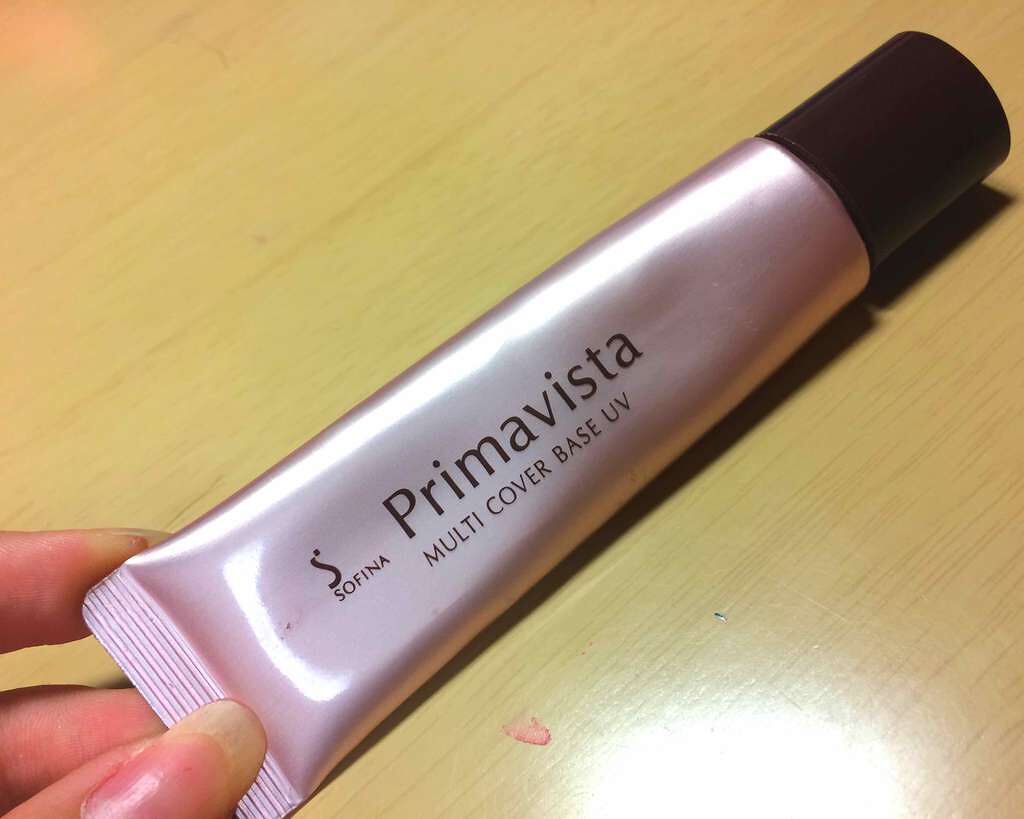 Primavista
MULTI COVER BASE UV
SOFINA